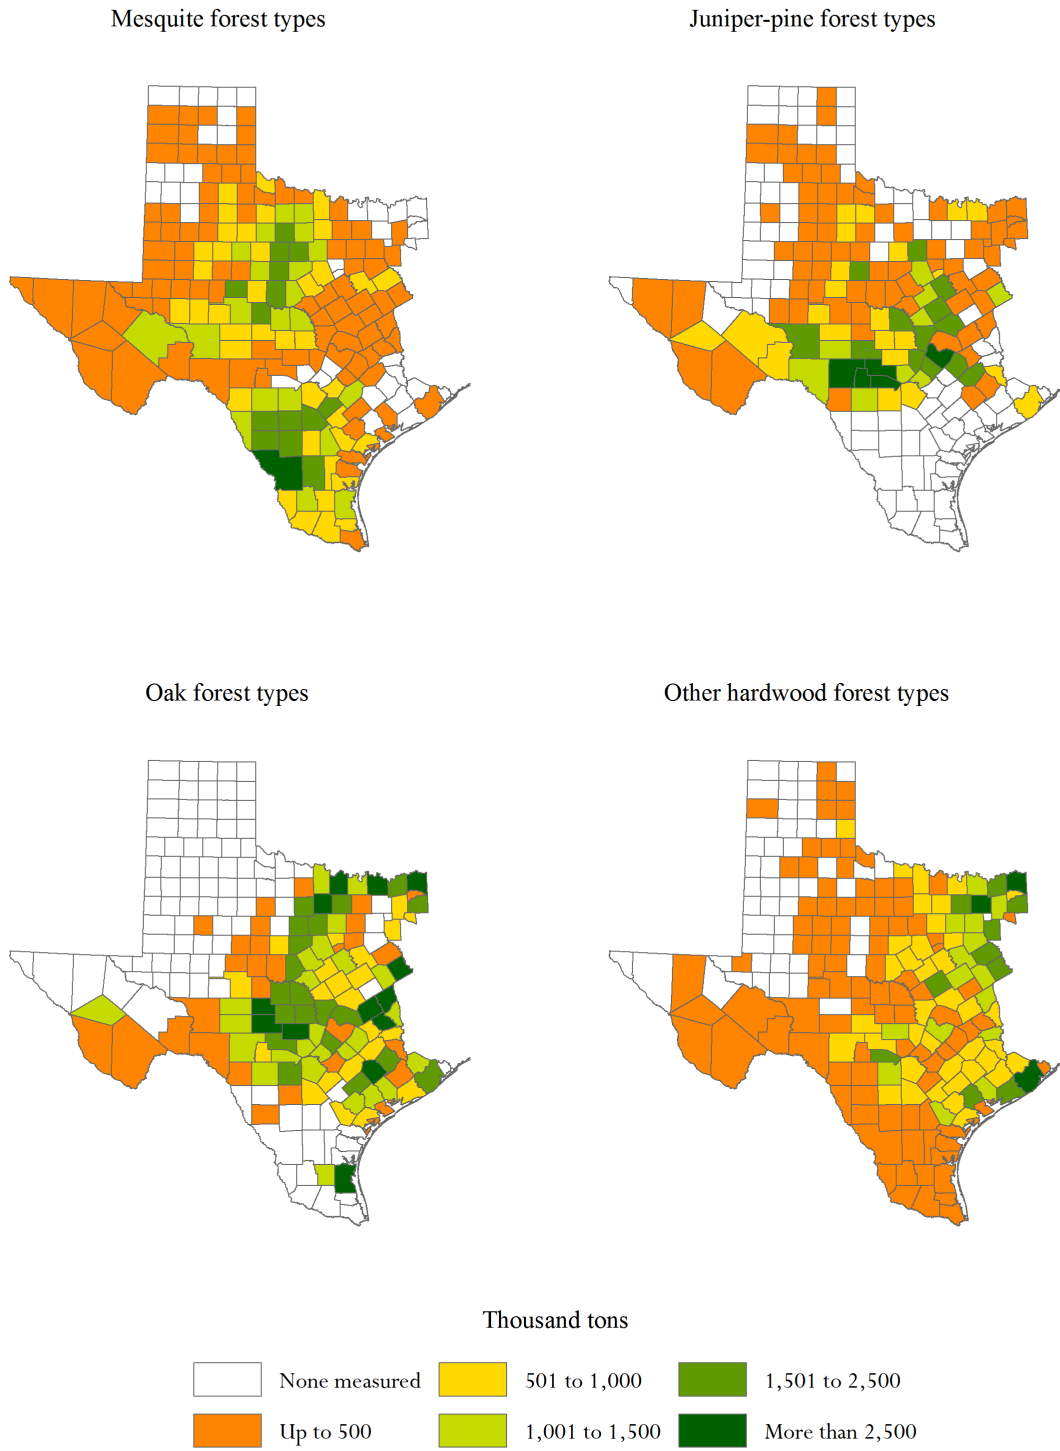 Mesquite forest types
Juniper-pine forest types
Oak forest types
Other hardwood forest types
Thousand tons
None measured
501 to 1,000
1,501 to 2,500
Up to 500
1,001 to 1,500
More than 2,500